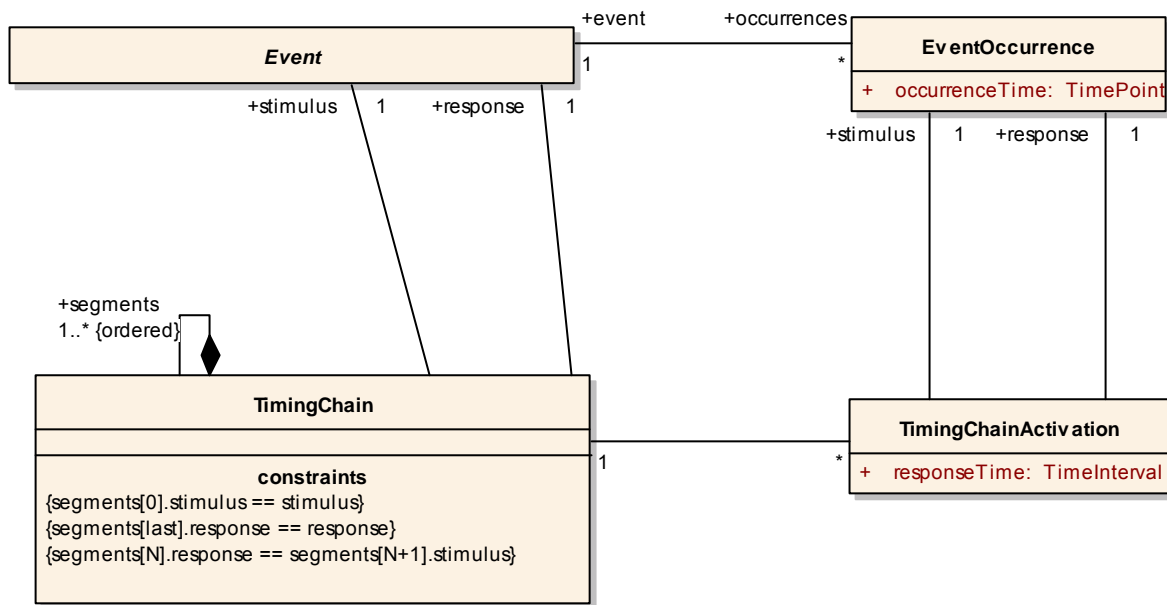 +event
+occurrences
Event
1
*
EventOccurrence
+ occurrenceTime: TimePoint
+stimulus
1
+response
1
+stimulus
1
+response
1
+segments
1..* {ordered}
TimingChain
constraints
{segments[0].stimulus == stimulus}
{segments[last].response == response}
{segments[N].response == segments[N+1].stimulus}
1
*
TimingChainActivation
+ responseTime: TimeInterval